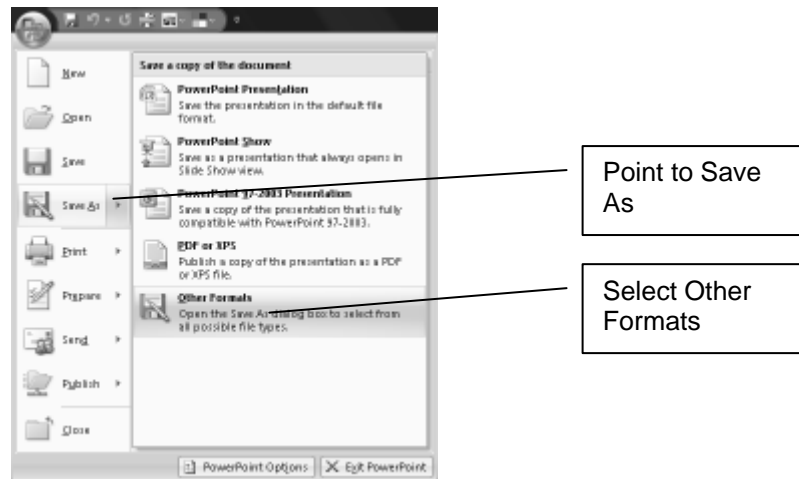 New
Open
Save
Save As
Print
Prepare
Send
Publish
Close
Save a copy of the document
PowerPoint Presentation
Save the presentation in the default file
format.
PowerPoint Show
Save as a presentation that always opens in
Slide Show view.
PowerPoint 97-2003 Presentation
Save a copy of the presentation that is fully
compatible with PowerPoint 97-2003.
PDF or XPS
Publish a copy of the presentation as a PDF
or XPS file.
Other Formats
Open the Save As dialog box to select from
all possible file types.
PowerPoint Options
Exit PowerPoint
Point to Save
As
Select Other
Formats